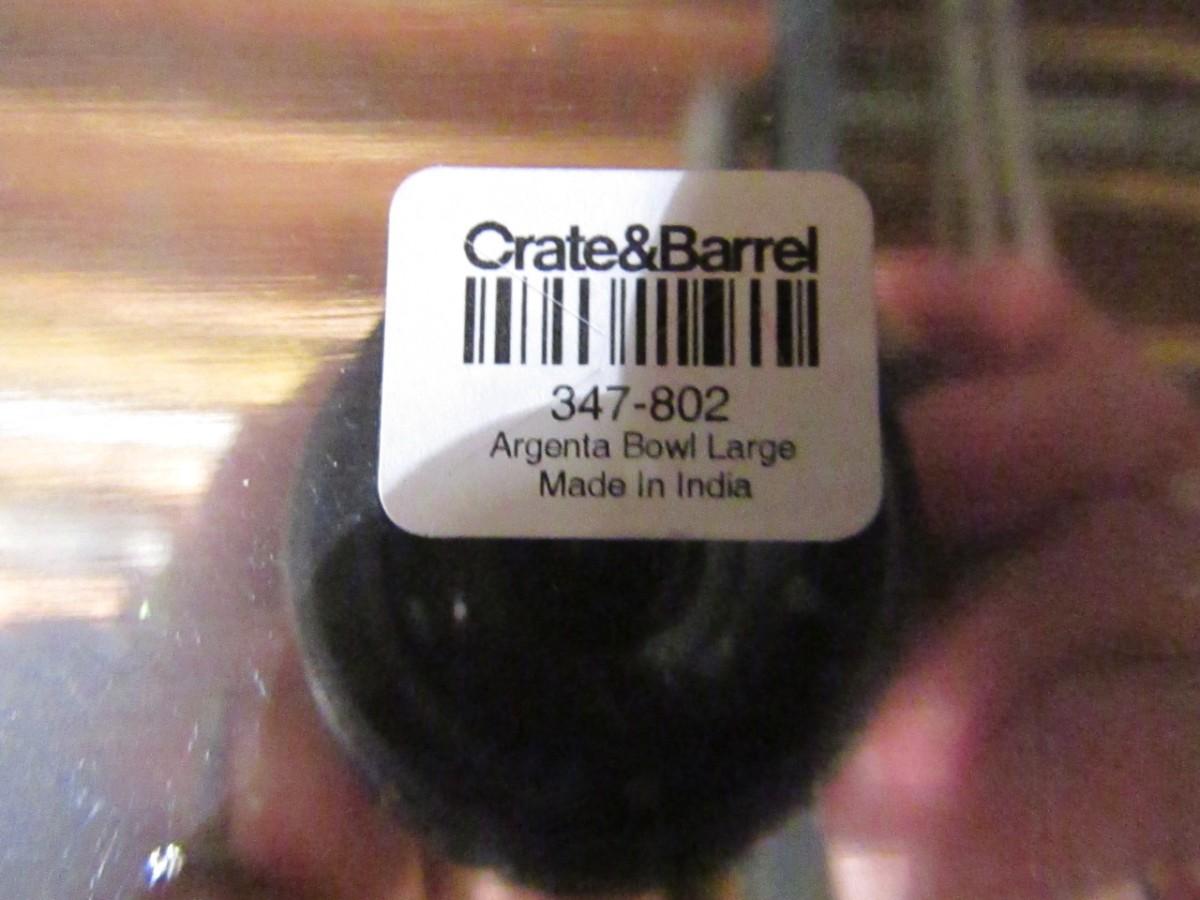 Crate&Barrel
347-802
Argenta Bowl Large
Made in India